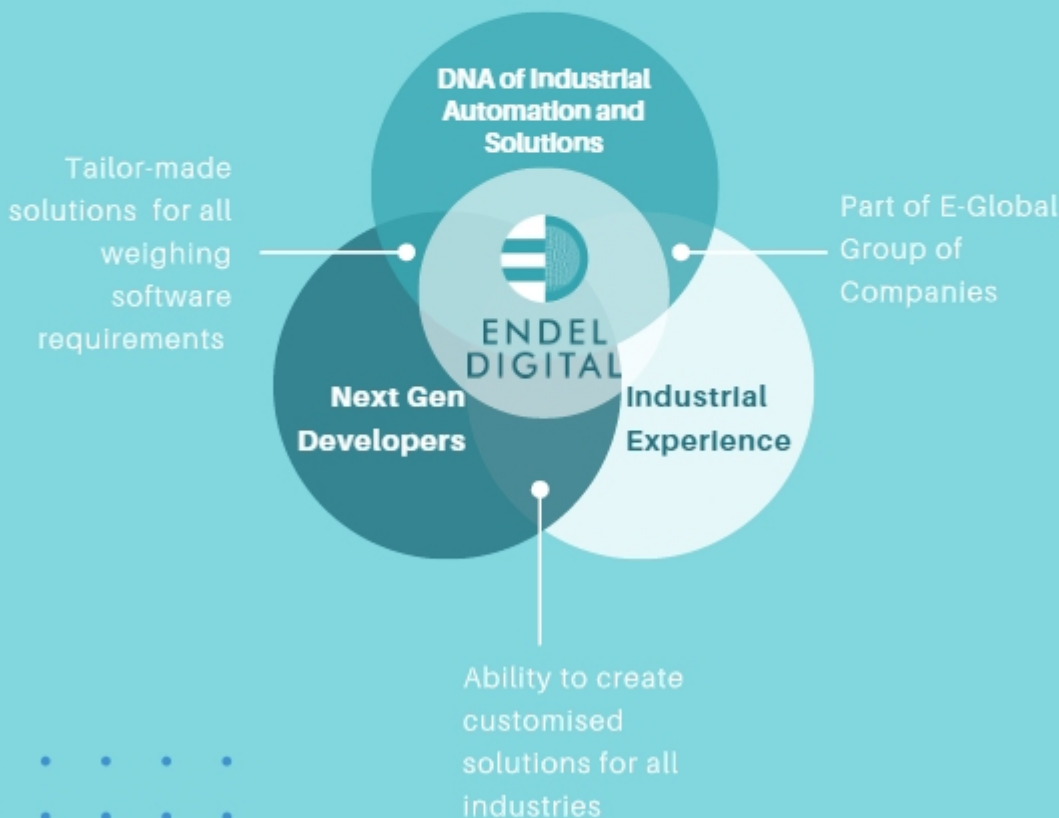 DNA of Industrial
Automation and
Solutions
Tailor-made
solutions for all
weighing
software
requirements
Part of E-Global
Group of
Companies
ENDEL
DIGITAL
Next Gen
Developers
Industrial
Experience
Ability to create
customised
solutions for all
industries